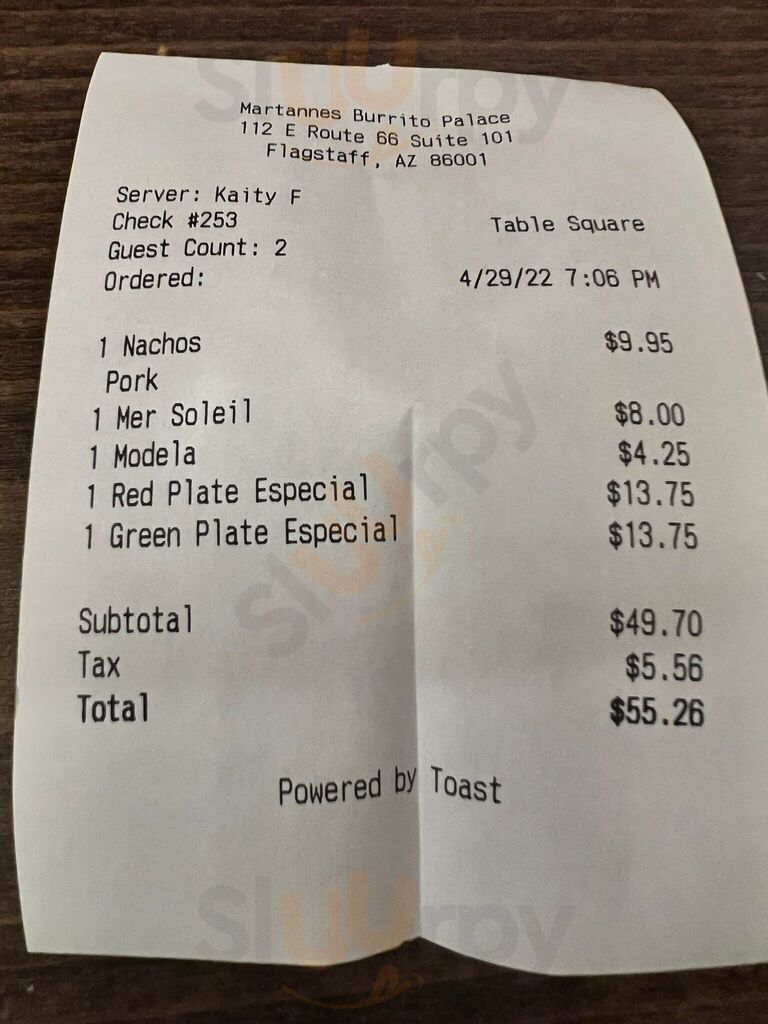 Martannes Burrito Palace
112 E Route 66 Suite 101
Flagstaff, AZ 86001
Server: Kaity F
Check #253 Table Square
Guest Count: 2
Ordered: 4/29/22 7:06 PM
1 Nachos $9.95
Pork
1 Mer Soleil $8.00
1 Modela $4.25
1 Red Plate Especial $13.75
1 Green Plate Especial $13.75
Subtotal $49.70
Tax $5.56
Total $55.26
Powered by Toast
Sluurpy
Sluurpy
Sluurpy